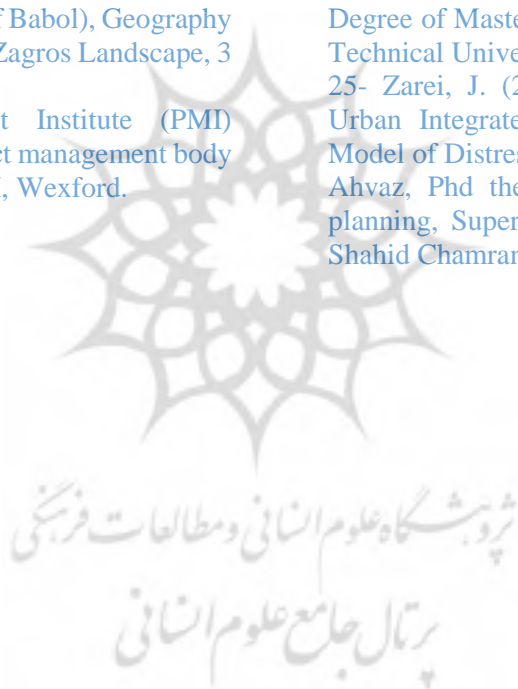 f Babol), Geography
Zagros Landscape, 3
t Institute (PMI)
ct management body
, Wexford.
Degree of Maste
Technical Unive
25- Zarei, J. (2
Urban Integrate
Model of Distres
Ahvaz, Phd the
planning, Super
Shahid Chamran
پژوهشگاه علوم انسانی و مطالعات فرهنگی
پرتال جامع علوم انسانی